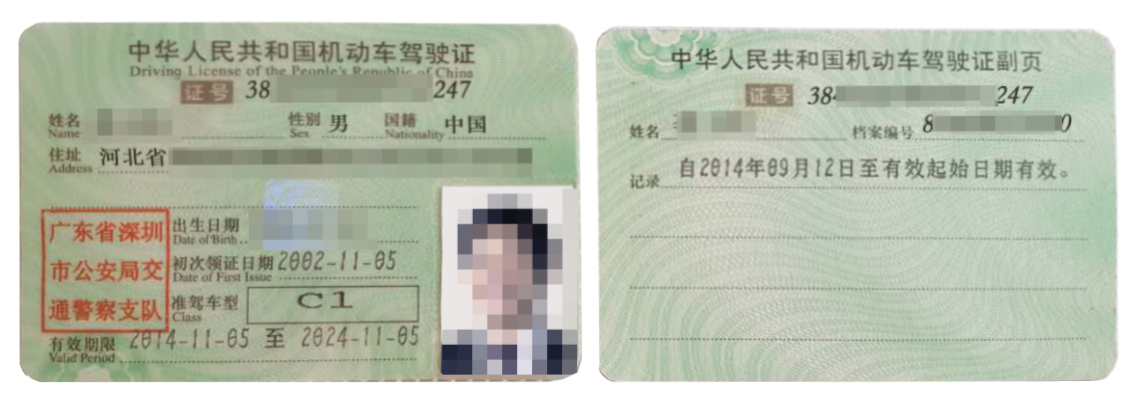 中华人民共和国机动车驾驶证
Driving License of the People's Republic of China
证号 38 247
姓名 性别 男 国籍 中国
Name Sex Nationality
住址 河北省
Address
出生日期
Date of Birth
广东省深圳
市公安局交
通警察支队
初次领证日期 2002-11-05
Date of First Issue
准驾车型 C1
Class
有效期限 2014-11-05 至 2024-11-05
Valid Period
中华人民共和国机动车驾驶证副页
证号 38 247
姓名 档案编号 8 0
记录 自2014年09月12日至有效起始日期有效。